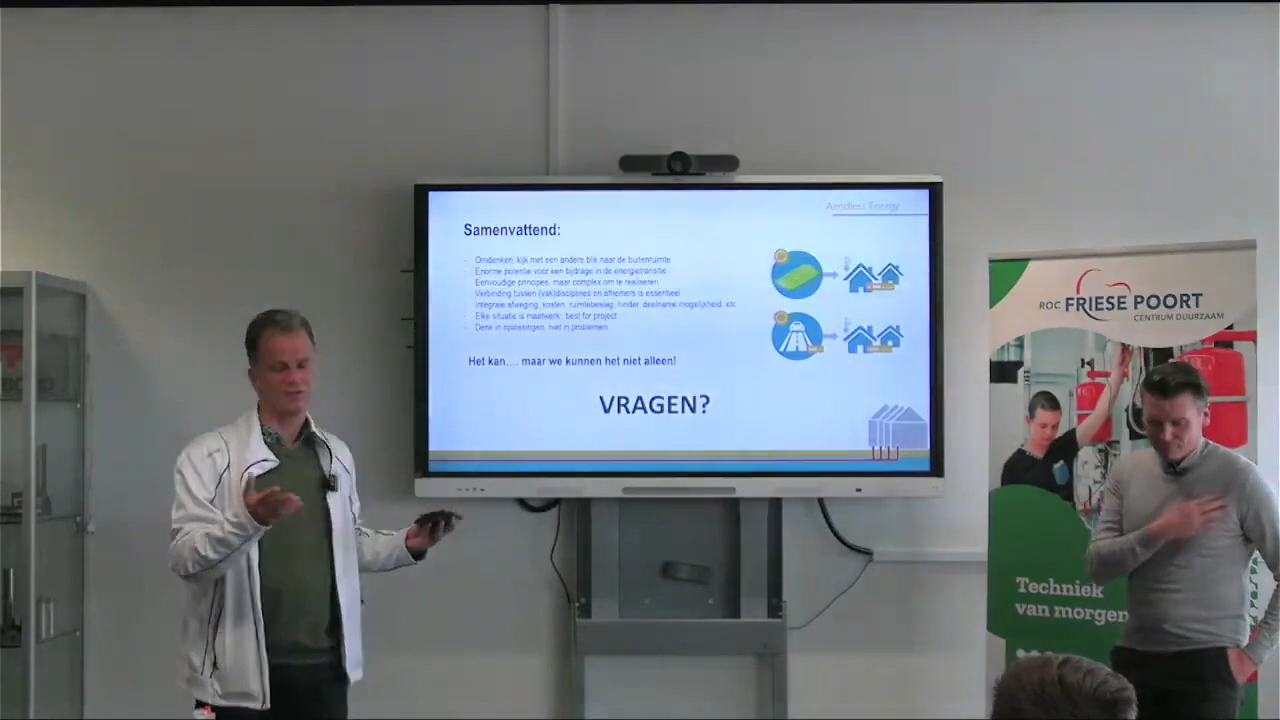 Aendless Energy
Samenvattend:
- Omdenken: kijk met een andere blik naar de buitenruimte
- Enorme potentie voor een bijdrage in de energietransitie
- Eenvoudige principes, maar complex om te realiseren
- Verbinding tussen (vak)disciplines en afnemers is essentieel
- Integrale afweging, kosten, ruimtebeslag, hinder, deelname mogelijkheid, etc
- Elke situatie is maatwerk: best for project
- Denk in oplossingen, niet in problemen
Het kan.... maar we kunnen het niet alleen!
VRAGEN?
ROC FRIESE POORT
CENTRUM DUURZAAM
Techniek
van morgen